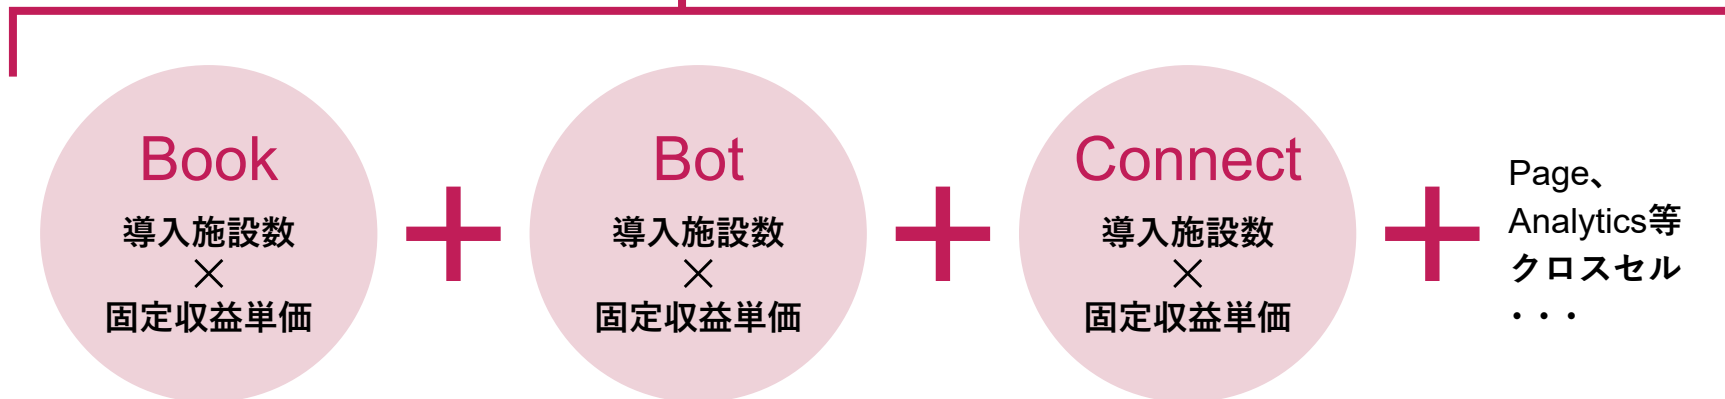 Book
導入施設数
×
固定収益単価
+
Bot
導入施設数
×
固定収益単価
+
Connect
導入施設数
×
固定収益単価
+
Page、
Analytics等
クロスセル
・・・